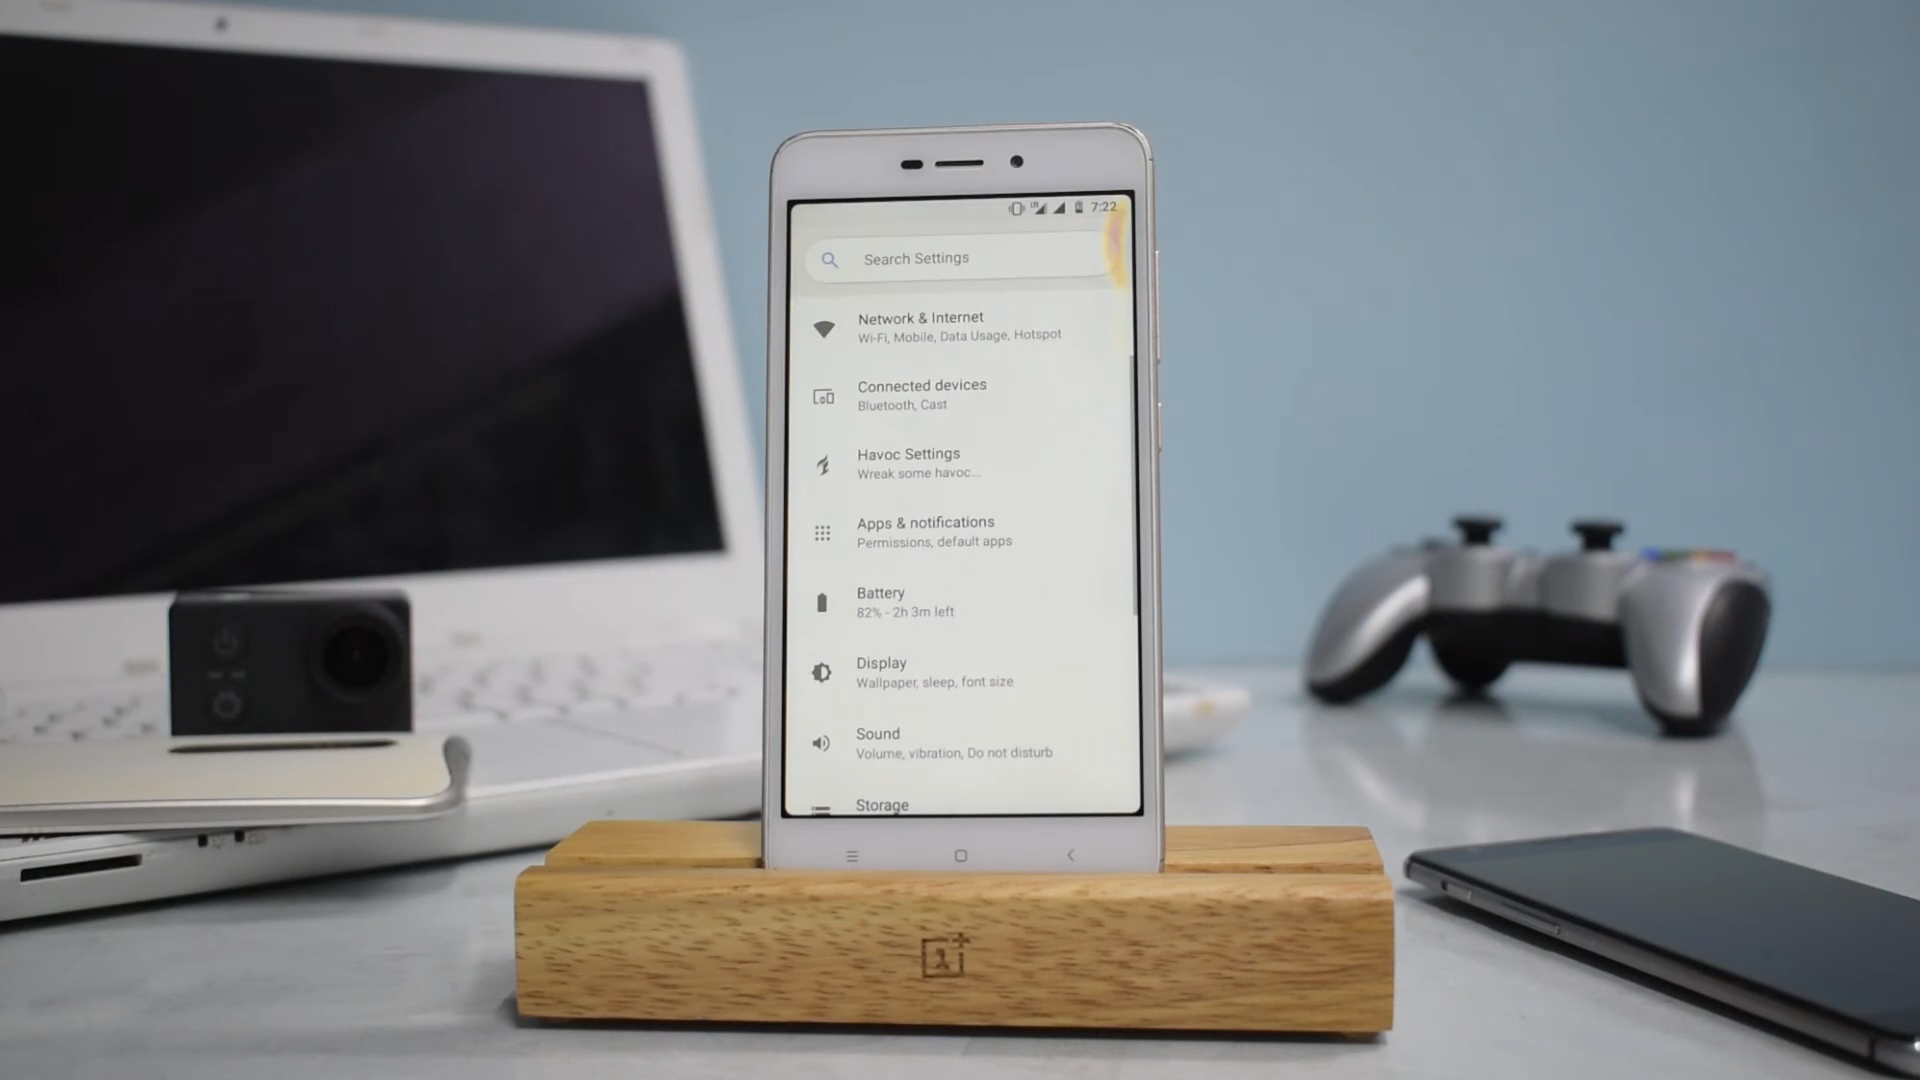 LTE 7:22
Search Settings
Network & Internet
Wi-Fi, Mobile, Data Usage, Hotspot
Connected devices
Bluetooth, Cast
Havoc Settings
Wreak some havoc...
Apps & notifications
Permissions, default apps
Battery
82% - 2h 3m left
Display
Wallpaper, sleep, font size
Sound
Volume, vibration, Do not disturb
Storage
1+